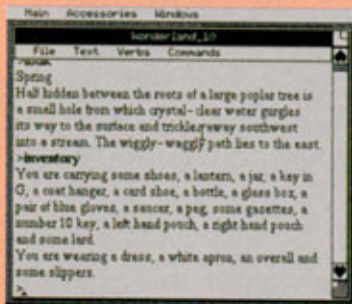 Main Accessories Windows
wonderland_10
File Text Verbs Commands
Spring
Half hidden between the roots of a large poplar tree is
a small hole from which crystal-clear water gurgles
its way to the surface and trickles away southwest
into a stream. The wiggly-waggly path lies to the east.
>inventory
You are carrying some shoes, a lantern, a jar, a key in
G, a coat hanger, a card shoe, a bottle, a glass box, a
pair of blue gloves, a saucer, a peg, some gazettes, a
number 10 key, a left hand pouch, a right hand pouch
and some lard.
You are wearing a dress, a white apron, an overall and
some slippers.
>